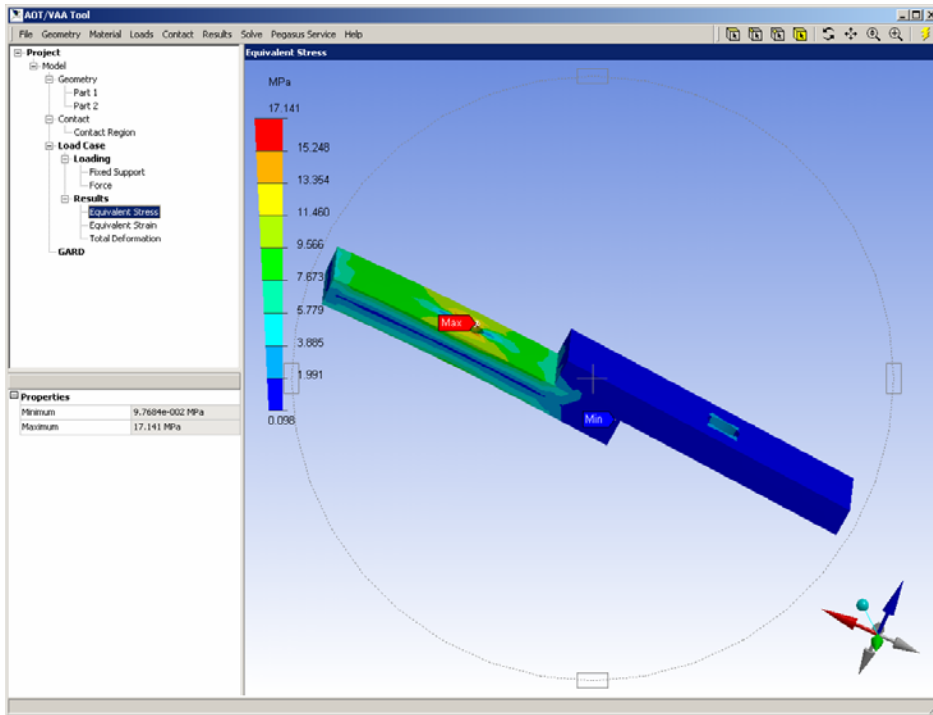 AOT/VAA Tool
File Geometry Material Loads Contact Results Solve Pegasus Service Help
Project
Model
Geometry
Part 1
Part 2
Contact
Contact Region
Load Case
Loading
Fixed Support
Force
Results
Equivalent Stress
Equivalent Strain
Total Deformation
GARD
Properties
Minimum 9.7684e-002 MPa
Maximum 17.141 MPa
Equivalent Stress
MPa
17.141
15.248
13.354
11.460
9.566
7.673
5.779
3.885
1.991
0.098
Max
Min